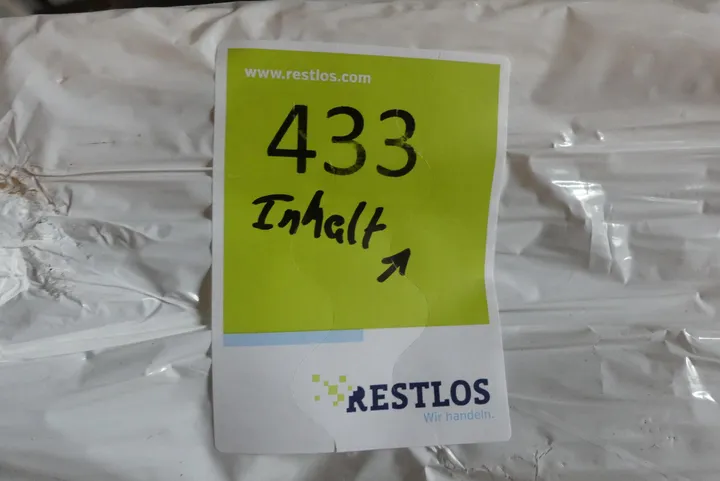 www.restlos.com
433
Inhalt
RESTLOS
Wir handeln.